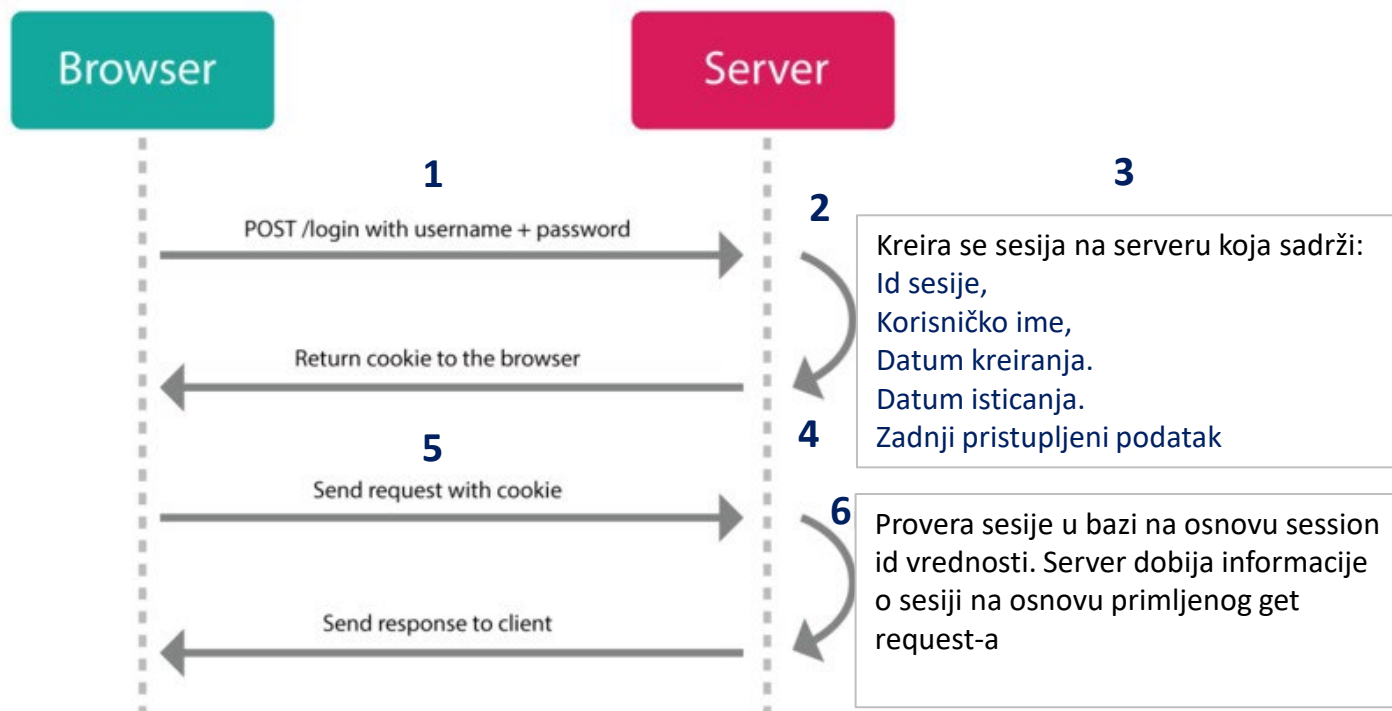 Browser
Server
1
POST /login with username + password
2
3
Kreira se sesija na serveru koja sadrži:
Id sesije,
Korisničko ime,
Datum kreiranja.
Datum isticanja.
Zadnji pristupljeni podatak
Return cookie to the browser
4
5
Send request with cookie
6
Provera sesije u bazi na osnovu session
id vrednosti. Server dobija informacije
o sesiji na osnovu primljenog get
request-a
Send response to client